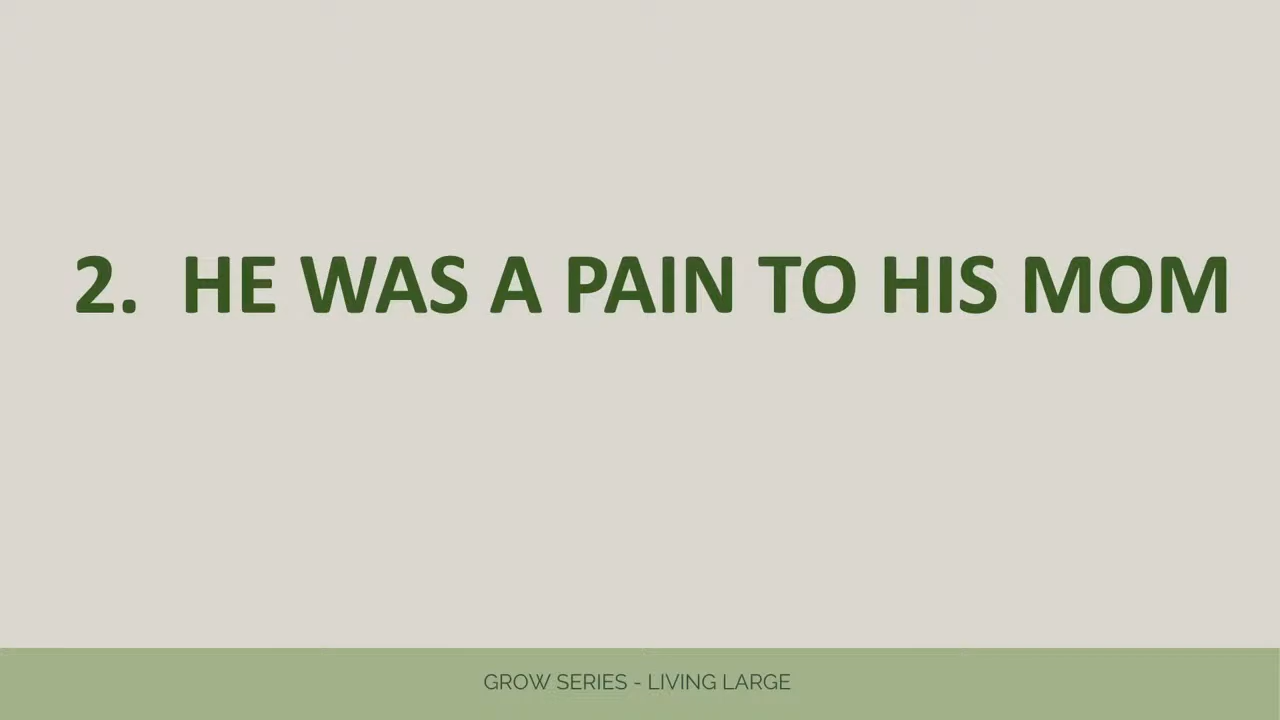 2. HE WAS A PAIN TO HIS MOM
GROW SERIES - LIVING LARGE